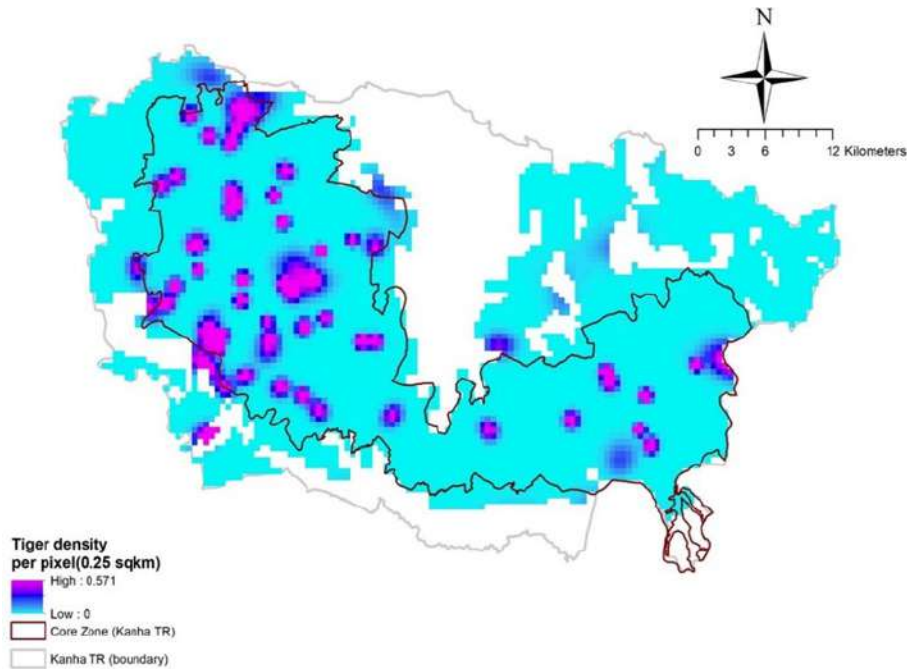 N
0 3 6 12 Kilometers
Tiger density
per pixel(0.25 sqkm)
High : 0.571
Low : 0
Core Zone (Kanha TR)
Kanha TR (boundary)